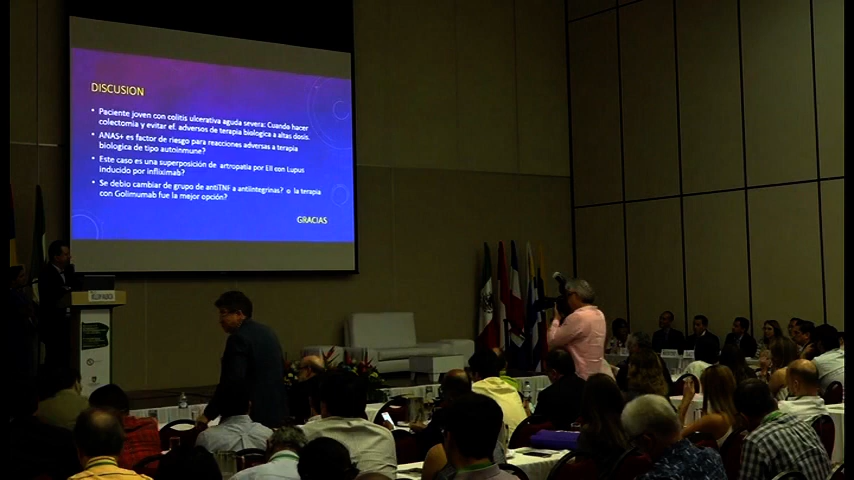 DISCUSION
• Paciente joven con colitis ulcerativa aguda severa: Cuando hacer
colectomia y evitar ef. adversos de terapia biologica a altas dosis.
• ANAS+ es factor de riesgo para reacciones adversas a terapia
biologica de tipo autoinmune?
• Este caso es una superposición de artropatia por EII con Lupus
inducido por infliximab?
• Se debio cambiar de grupo de antiTNF a antiintegrinas? o la terapia
con Golimumab fue la mejor opción?
GRACIAS